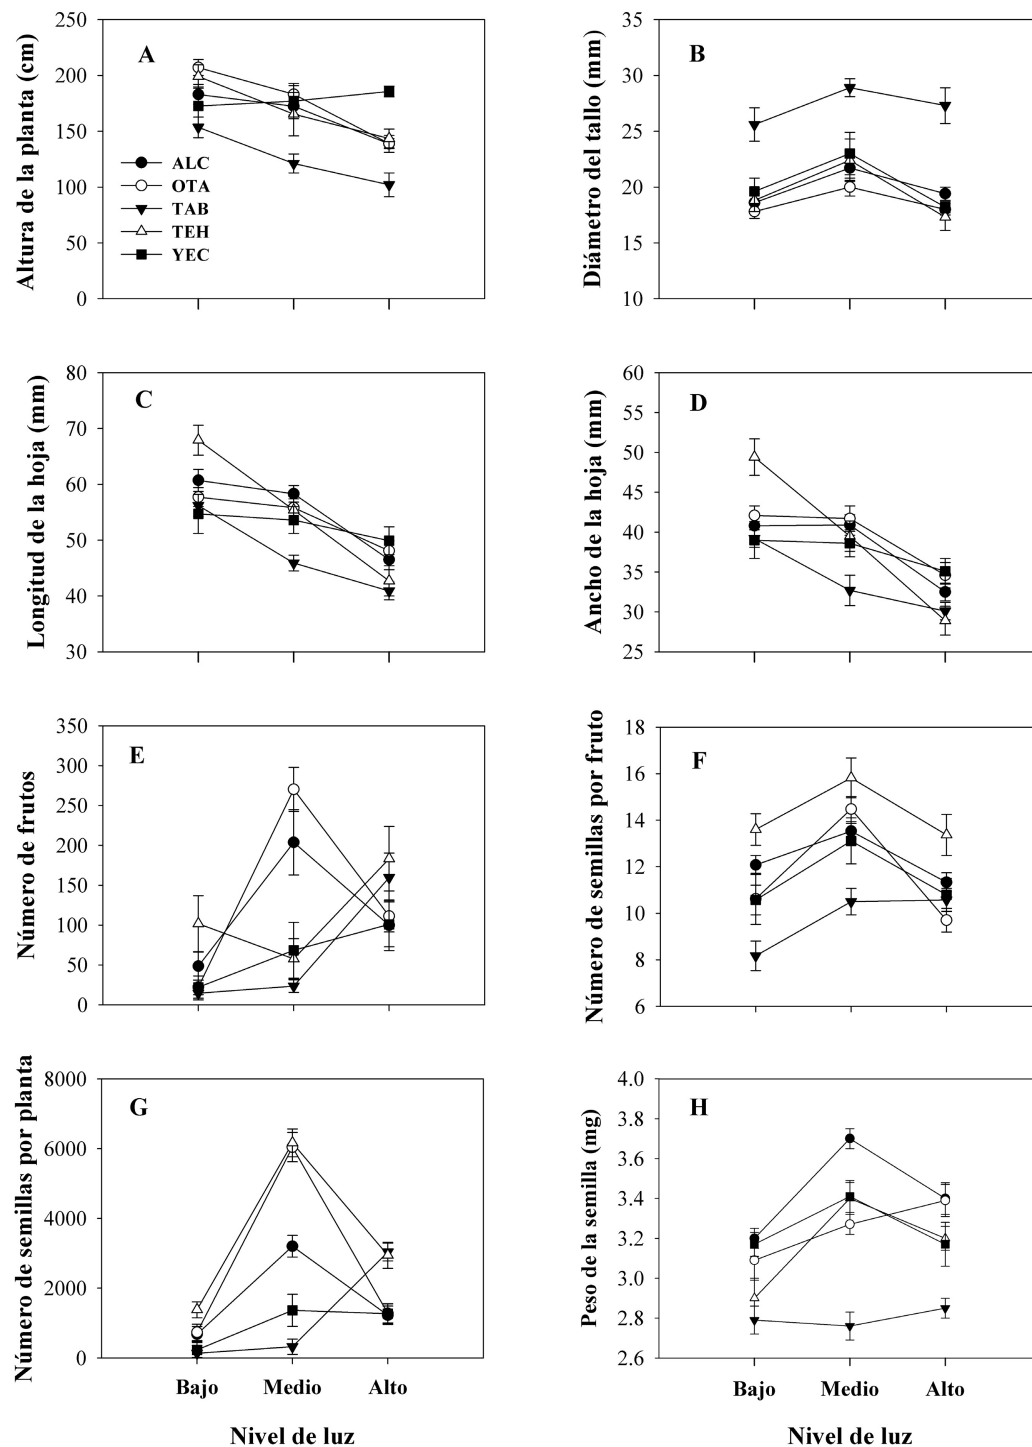 A
Altura de la planta (cm)
250
200
150
100
50
0
ALC
OTA
TAB
TEH
YEC
B
Diámetro del tallo (mm)
35
30
25
20
15
10
C
Longitud de la hoja (mm)
80
70
60
50
40
30
D
Ancho de la hoja (mm)
60
55
50
45
40
35
30
25
E
Número de frutos
350
300
250
200
150
100
50
0
F
Número de semillas por fruto
18
16
14
12
10
8
6
G
Número de semillas por planta
8000
6000
4000
2000
0
Bajo Medio Alto
Nivel de luz
H
Peso de la semilla (mg)
4.0
3.8
3.6
3.4
3.2
3.0
2.8
2.6
Bajo Medio Alto
Nivel de luz